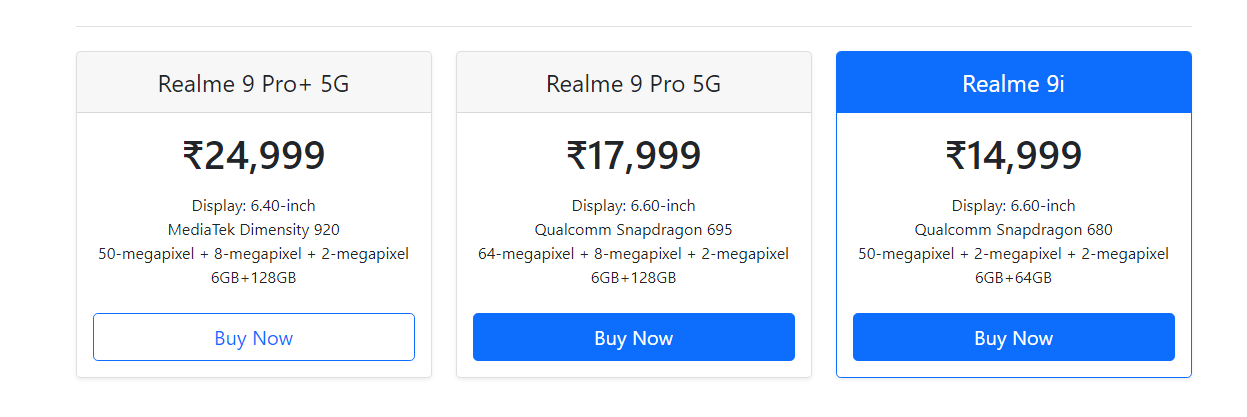 Realme 9 Pro+ 5G
₹24,999
Display: 6.40-inch
MediaTek Dimensity 920
50-megapixel + 8-megapixel + 2-megapixel
6GB+128GB
Buy Now
Realme 9 Pro 5G
₹17,999
Display: 6.60-inch
Qualcomm Snapdragon 695
64-megapixel + 8-megapixel + 2-megapixel
6GB+128GB
Buy Now
Realme 9i
₹14,999
Display: 6.60-inch
Qualcomm Snapdragon 680
50-megapixel + 2-megapixel + 2-megapixel
6GB+64GB
Buy Now